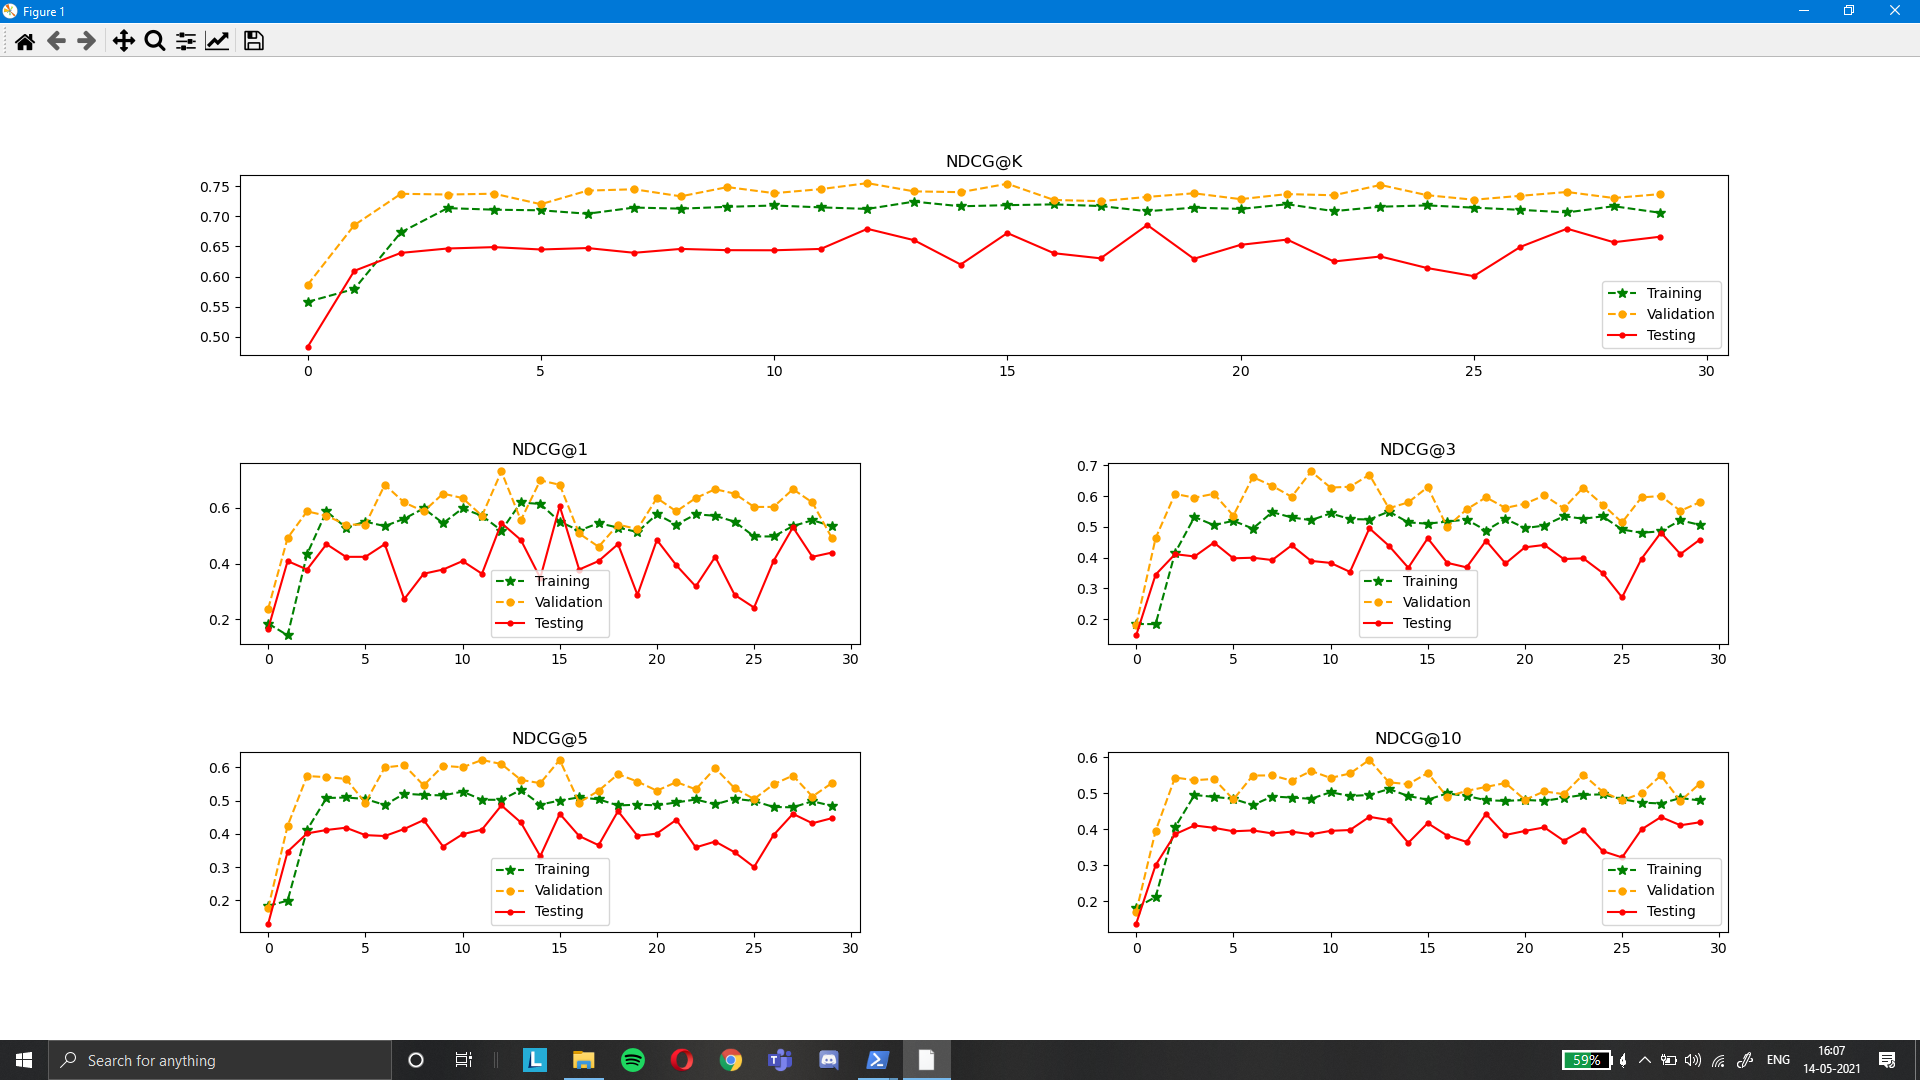 Figure 1
NDCG@K
0.75
0.70
0.65
0.60
0.55
0.50
Training
Validation
Testing
0 5 10 15 20 25 30
NDCG@1
0.6
0.4
0.2
Training
Validation
Testing
0 5 10 15 20 25 30
NDCG@3
0.7
0.6
0.5
0.4
0.3
0.2
Training
Validation
Testing
0 5 10 15 20 25 30
NDCG@5
0.6
0.5
0.4
0.3
0.2
Training
Validation
Testing
0 5 10 15 20 25 30
NDCG@10
0.6
0.5
0.4
0.3
0.2
Training
Validation
Testing
0 5 10 15 20 25 30
Search for anything
L
T
59%
ENG
16:07
14-05-2021